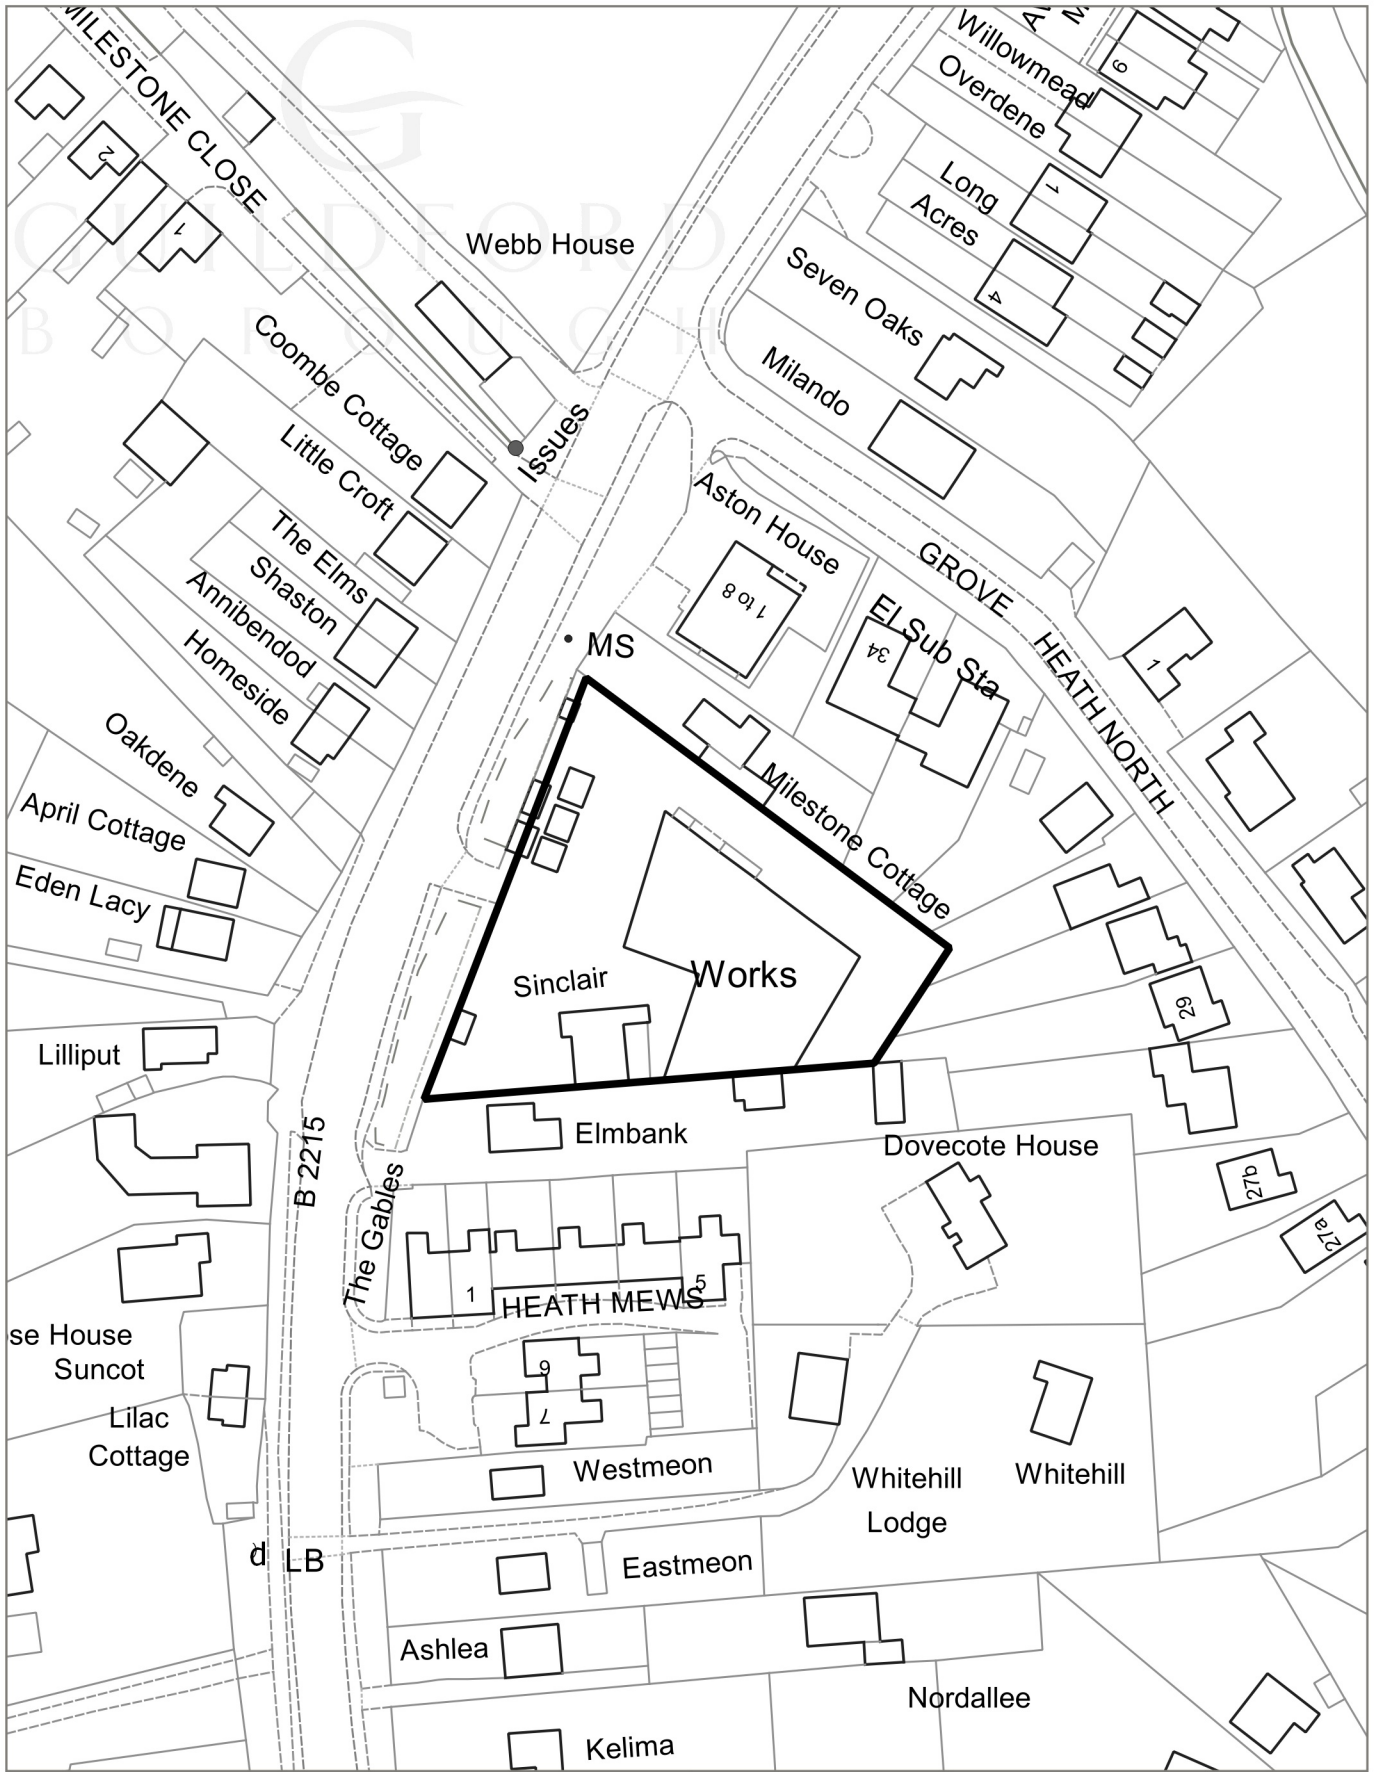 MILESTONE CLOSE
GUILDFORD
BOROUGH
Willowmead
9
Overdene
2
1
Webb House
Long
Acres
1
4
Seven Oaks
Milando
Coombe Cottage
Issues
Little Croft
The Elms
Shaston
Annibendod
Homeside
Aston House
1 to 8
GROVE
HEATH NORTH
El Sub Sta
34
1
MS
Oakdene
April Cottage
Eden Lacy
Milestone Cottage
Sinclair
Works
29
Lilliput
Elmbank
Dovecote House
B 2215
27b
27a
The Gables
1
5
HEATH MEWS
se House
Suncot
6
7
Lilac
Cottage
Westmeon
Whitehill
Lodge
Whitehill
d
LB
Eastmeon
Ashlea
Nordallee
Kelima